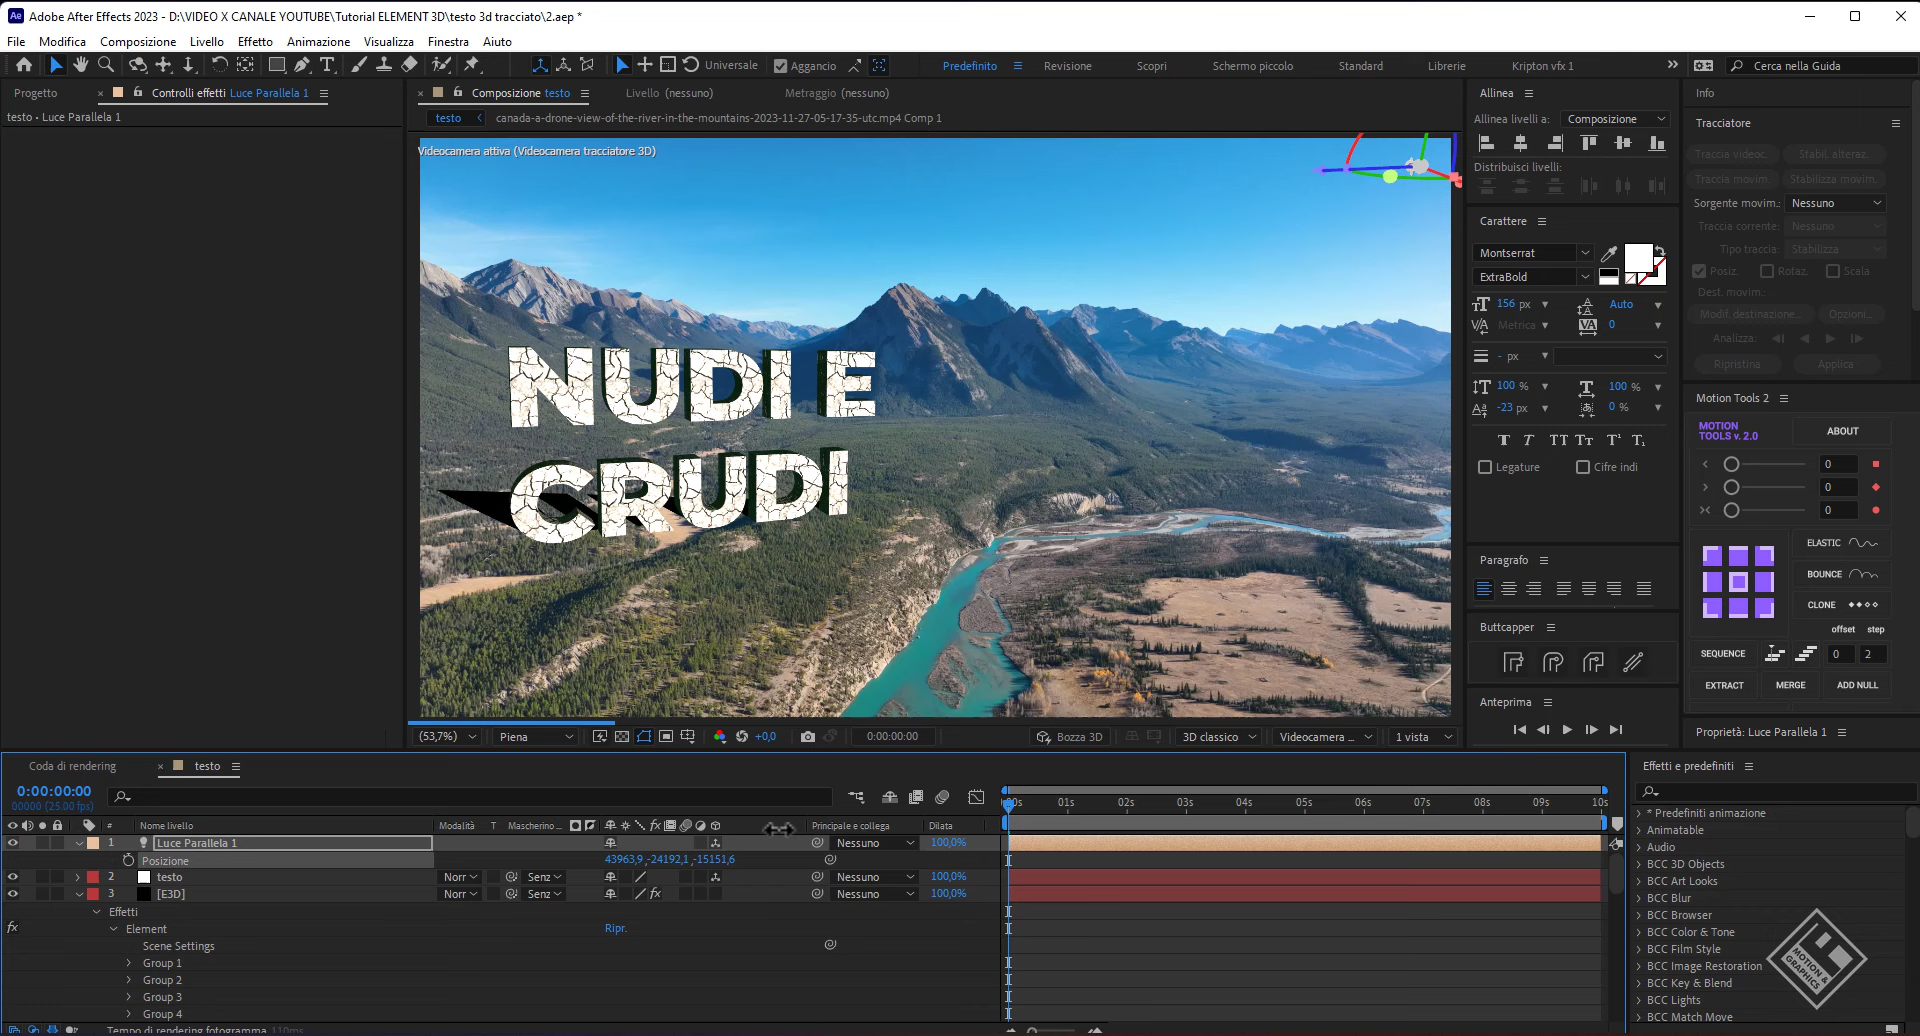 Adobe After Effects 2023 - D:\VIDEO X CANALE YOUTUBE\Tutorial ELEMENT 3D\testo 3d tracciato\2.aep *
File Modifica Composizione Livello Effetto Animazione Visualizza Finestra Aiuto
Universale Aggancio Predefinito Revisione Scopri Schermo piccolo Standard Librerie Kripton vfx 1 Cerca nella Guida
Progetto Controlli effetti Luce Parallela 1
testo • Luce Parallela 1
Composizione testo Livello (nessuno) Metraggio (nessuno)
testo canada-a-drone-view-of-the-river-in-the-mountains-2023-11-27-05-17-35-utc.mp4 Comp 1
Videocamera attiva (Videocamera tracciatore 3D)
NUDI E
CRUDI
(53,7%) Piena +0,0 0:00:00:00 Bozza 3D 3D classico Videocamera ... 1 vista
Allinea
Allinea livelli a: Composizione
Distribuisci livelli:
Carattere
Montserrat
ExtraBold
156 px Auto
Metrica 0
- px
100 % 100 %
-23 px 0 %
T T TT Tт T¹ T₁
Legature Cifre indi
Paragrafo
Buttcapper
Anteprima
Info
Tracciatore
Traccia videoc. Stabil. alteraz.
Traccia movim. Stabilizza movim.
Sorgente movim.: Nessuno
Traccia corrente: Nessuno
Tipo traccia: Stabilizza
Posiz. Rotaz. Scala
Dest. movim.:
Modif. destinazione... Opzioni...
Analizza:
Ripristina Applica
Motion Tools 2
MOTION
TOOLS v. 2.0 ABOUT
0
0
0
ELASTIC
BOUNCE
CLONE
offset step
SEQUENCE 0 2
EXTRACT MERGE ADD NULL
Proprietà: Luce Parallela 1
Coda di rendering testo
0:00:00:00
00000 (25.00 fps)
00s 01s 02s 03s 04s 05s 06s 07s 08s 09s 10s
# Nome livello Modalità T Mascherino ... fx Principale e collega Dilata
1 Luce Parallela 1 Nessuno 100,0%
Posizione 43963,9 ,-24192,1 ,-15151,6
2 testo Norr Senz Nessuno 100,0%
3 [E3D] Norr Senz fx Nessuno 100,0%
Effetti
fx Element Ripr.
Scene Settings
Group 1
Group 2
Group 3
Group 4
Tempo di rendering fotogramma 110ms
Effetti e predefiniti
* Predefiniti animazione
Animatable
Audio
BCC 3D Objects
BCC Art Looks
BCC Blur
BCC Browser
BCC Color & Tone
BCC Film Style
BCC Image Restoration
BCC Key & Blend
BCC Lights
BCC Match Move
MOTION &
GRAPHICS